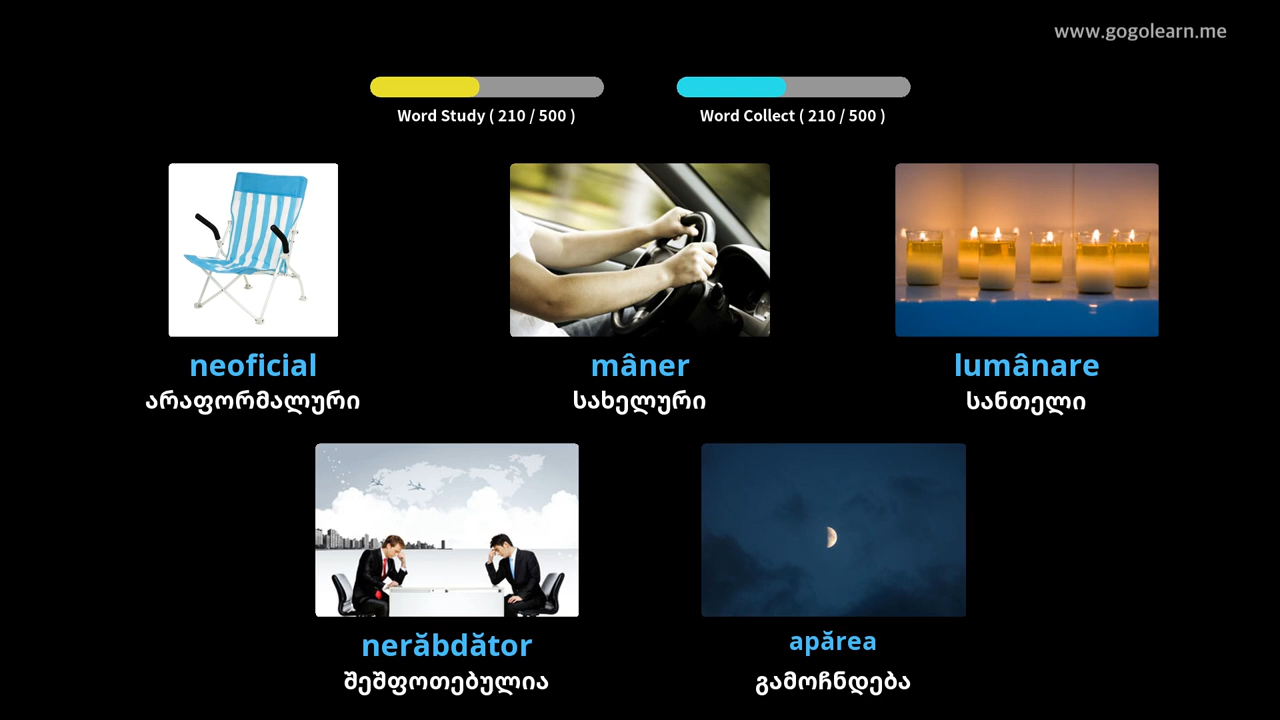 www.gogolearn.me
Word Study ( 210 / 500 )
Word Collect ( 210 / 500 )
neoficial
არაფორმალური
mâner
სახელური
lumânare
სანთელი
nerăbdător
შეშფოთებულია
apărea
გამოჩნდება